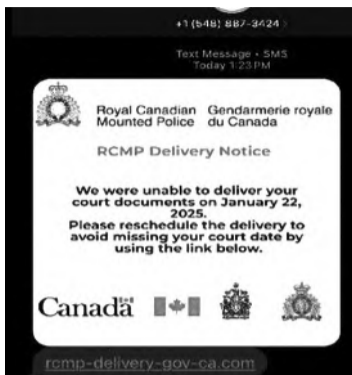 +1 (548) 887-3424
Text Message • SMS
Today 1:23 PM
Royal Canadian Gendarmerie royale
Mounted Police du Canada
RCMP Delivery Notice
We were unable to deliver your
court documents on January 22,
2025.
Please reschedule the delivery to
avoid missing your court date by
using the link below.
Canada
rcmp-delivery-gov-ca.com